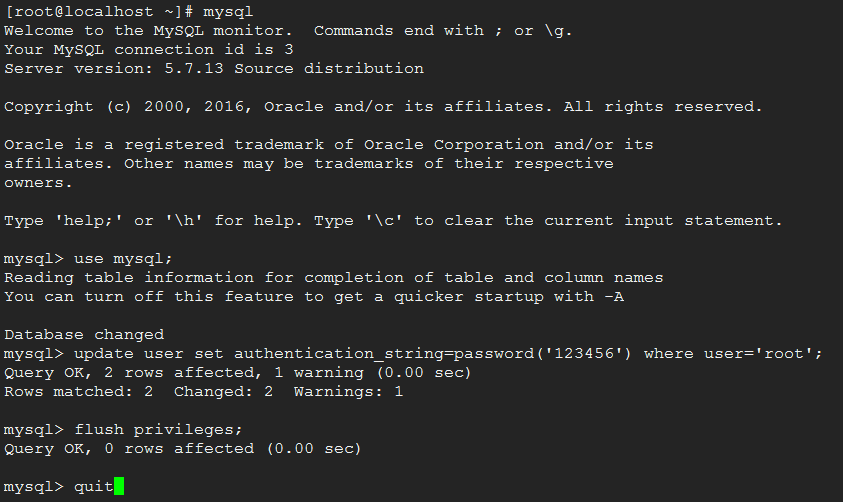 [root@localhost ~]# mysql
Welcome to the MySQL monitor.  Commands end with ; or \g.
Your MySQL connection id is 3
Server version: 5.7.13 Source distribution
Copyright (c) 2000, 2016, Oracle and/or its affiliates. All rights reserved.
Oracle is a registered trademark of Oracle Corporation and/or its
affiliates. Other names may be trademarks of their respective
owners.
Type 'help;' or '\h' for help. Type '\c' to clear the current input statement.
mysql> use mysql;
Reading table information for completion of table and column names
You can turn off this feature to get a quicker startup with -A
Database changed
mysql> update user set authentication_string=password('123456') where user='root';
Query OK, 2 rows affected, 1 warning (0.00 sec)
Rows matched: 2  Changed: 2  Warnings: 1
mysql> flush privileges;
Query OK, 0 rows affected (0.00 sec)
mysql> quit